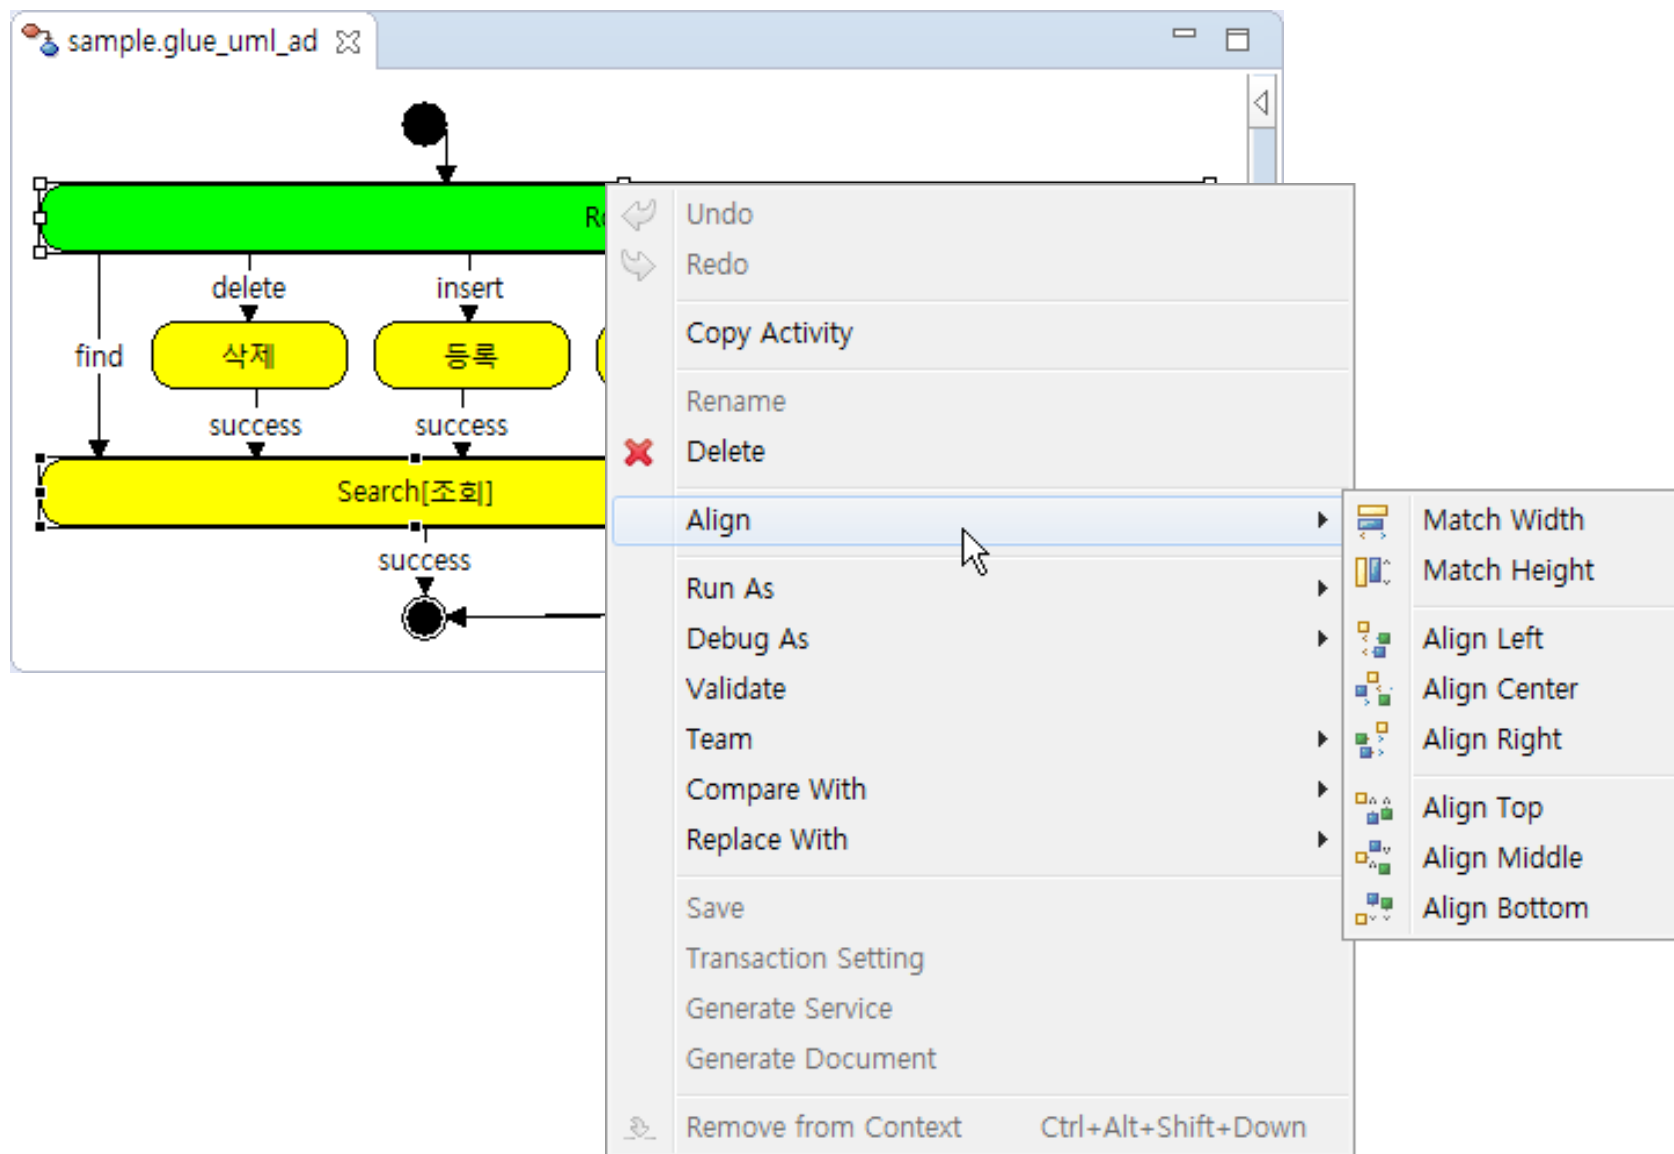 sample.glue_uml_ad
Undo
Redo
delete
insert
Copy Activity
find
삭제
등록
Rename
success
success
Delete
Search[조회]
Align
Match Width
success
Match Height
Run As
Debug As
Align Left
Validate
Align Center
Team
Align Right
Compare With
Align Top
Replace With
Align Middle
Save
Align Bottom
Transaction Setting
Generate Service
Generate Document
Remove from Context Ctrl+Alt+Shift+Down